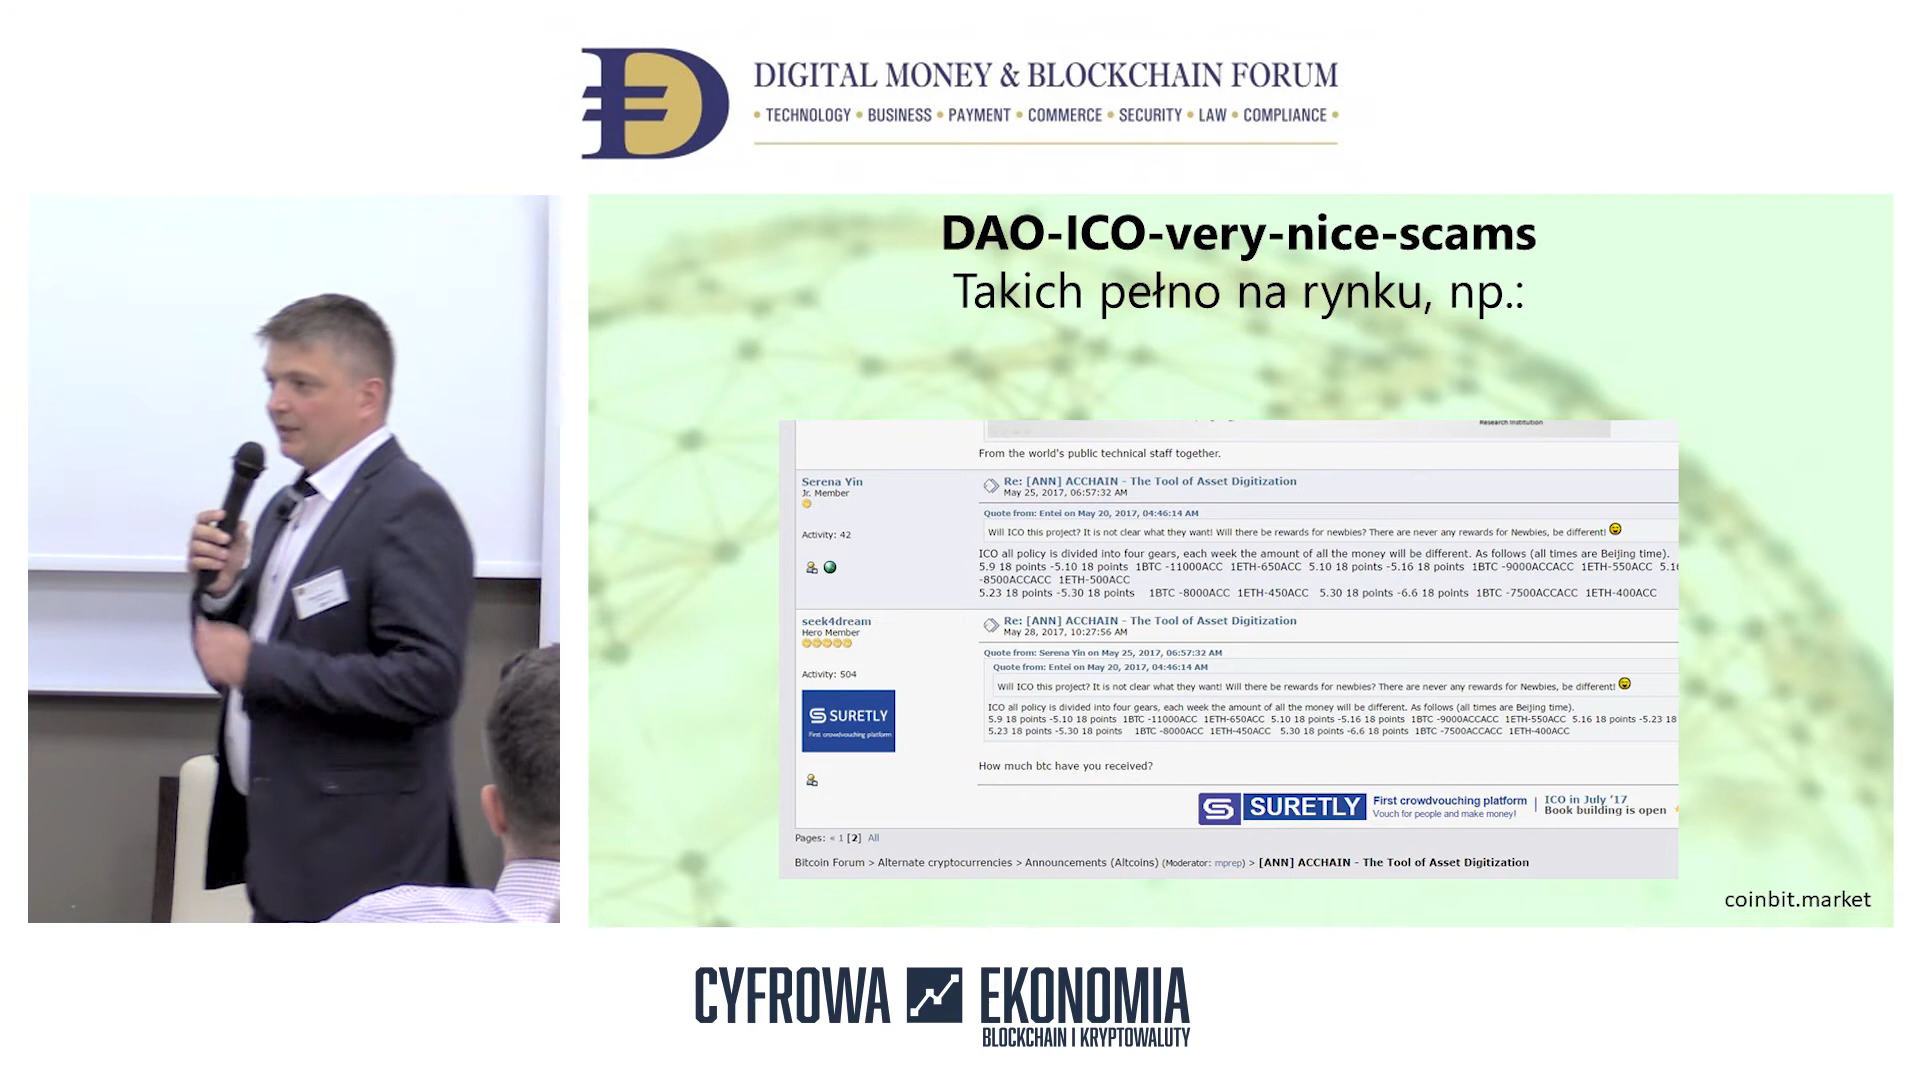 DIGITAL MONEY & BLOCKCHAIN FORUM
• TECHNOLOGY • BUSINESS • PAYMENT • COMMERCE • SECURITY • LAW • COMPLIANCE •
DAO-ICO-very-nice-scams
Takich pełno na rynku, np.:
Research Institution
From the world's public technical staff together.
Serena Yin
Jr. Member
Activity: 42
Re: [ANN] ACCHAIN - The Tool of Asset Digitization
May 25, 2017, 06:57:32 AM
Quote from: Entei on May 20, 2017, 04:46:14 AM
Will ICO this project? It is not clear what they want! Will there be rewards for newbies? There are never any rewards for Newbies, be different!
ICO all policy is divided into four gears, each week the amount of all the money will be different. As follows (all times are Beijing time).
5.9 18 points -5.10 18 points 1BTC -11000ACC 1ETH-650ACC 5.10 18 points -5.16 18 points 1BTC -9000ACCACC 1ETH-550ACC 5.16
-8500ACCACC 1ETH-500ACC
5.23 18 points -5.30 18 points 1BTC -8000ACC 1ETH-450ACC 5.30 18 points -6.6 18 points 1BTC -7500ACCACC 1ETH-400ACC
seek4dream
Hero Member
Activity: 504
SURETLY
First crowdvouching platform
Re: [ANN] ACCHAIN - The Tool of Asset Digitization
May 28, 2017, 10:27:56 AM
Quote from: Serena Yin on May 25, 2017, 06:57:32 AM
Quote from: Entei on May 20, 2017, 04:46:14 AM
Will ICO this project? It is not clear what they want! Will there be rewards for newbies? There are never any rewards for Newbies, be different!
ICO all policy is divided into four gears, each week the amount of all the money will be different. As follows (all times are Beijing time).
5.9 18 points -5.10 18 points 1BTC -11000ACC 1ETH-650ACC 5.10 18 points -5.16 18 points 1BTC -9000ACCACC 1ETH-550ACC 5.16 18 points -5.23 18
5.23 18 points -5.30 18 points 1BTC -8000ACC 1ETH-450ACC 5.30 18 points -6.6 18 points 1BTC -7500ACCACC 1ETH-400ACC
How much btc have you received?
SURETLY
First crowdvouching platform
Vouch for people and make money!
ICO in July '17
Book building is open
Pages: « 1 [2] All
Bitcoin Forum > Alternate cryptocurrencies > Announcements (Altcoins) (Moderator: mprep) > [ANN] ACCHAIN - The Tool of Asset Digitization
coinbit.market
CYFROWA EKONOMIA
BLOCKCHAIN I KRYPTOWALUTY